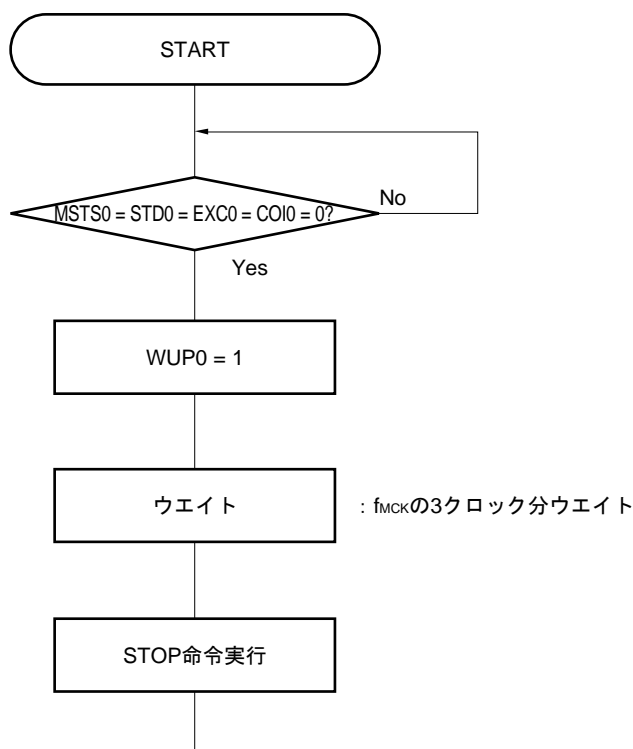 START
MSTS0 = STD0 = EXC0 = COI0 = 0?
No
Yes
WUP0 = 1
ウエイト
: fMCKの3クロック分ウエイト
STOP命令実行